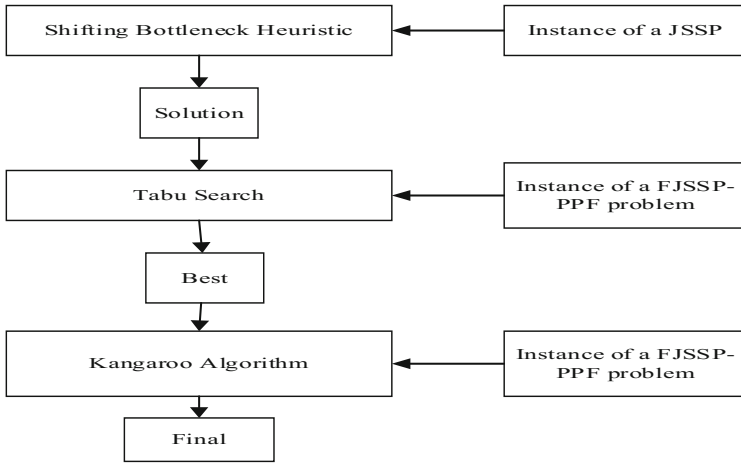 Shifting Bottleneck Heuristic
Instance of a JSSP
Solution
Tabu Search
Instance of a FJSSP-
PPF problem
Best
Kangaroo Algorithm
Instance of a FJSSP-
PPF problem
Final